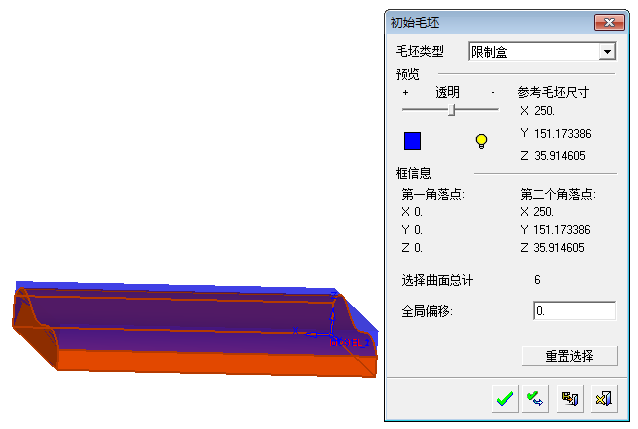 初始毛坯
毛坯类型 限制盒
预览
+ 透明 - 参考毛坯尺寸
X 250.
Y 151.173386
Z 35.914605
框信息
第一角落点: 第二个角落点:
X 0. X 250.
Y 0. Y 151.173386
Z 0. Z 35.914605
选择曲面总计 6
全局偏移: 0.
重置选择